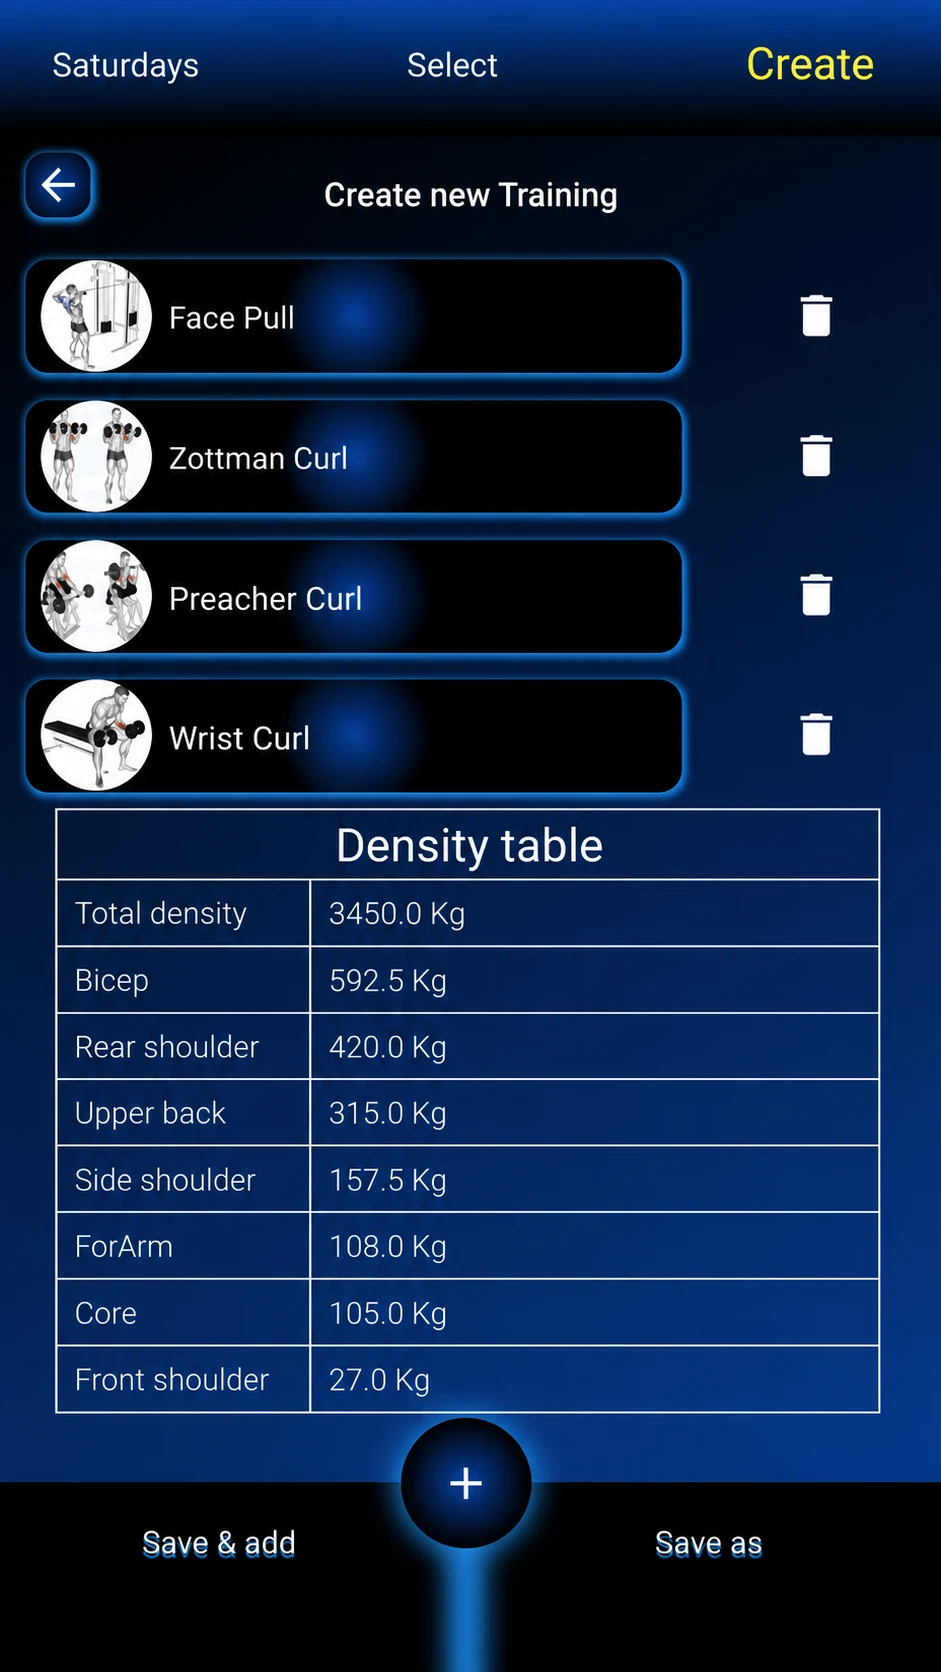 Saturdays Select Create
Create new Training
Face Pull
Zottman Curl
Preacher Curl
Wrist Curl
Density table
Total density 3450.0 Kg
Bicep 592.5 Kg
Rear shoulder 420.0 Kg
Upper back 315.0 Kg
Side shoulder 157.5 Kg
ForArm 108.0 Kg
Core 105.0 Kg
Front shoulder 27.0 Kg
+
Save & add Save as